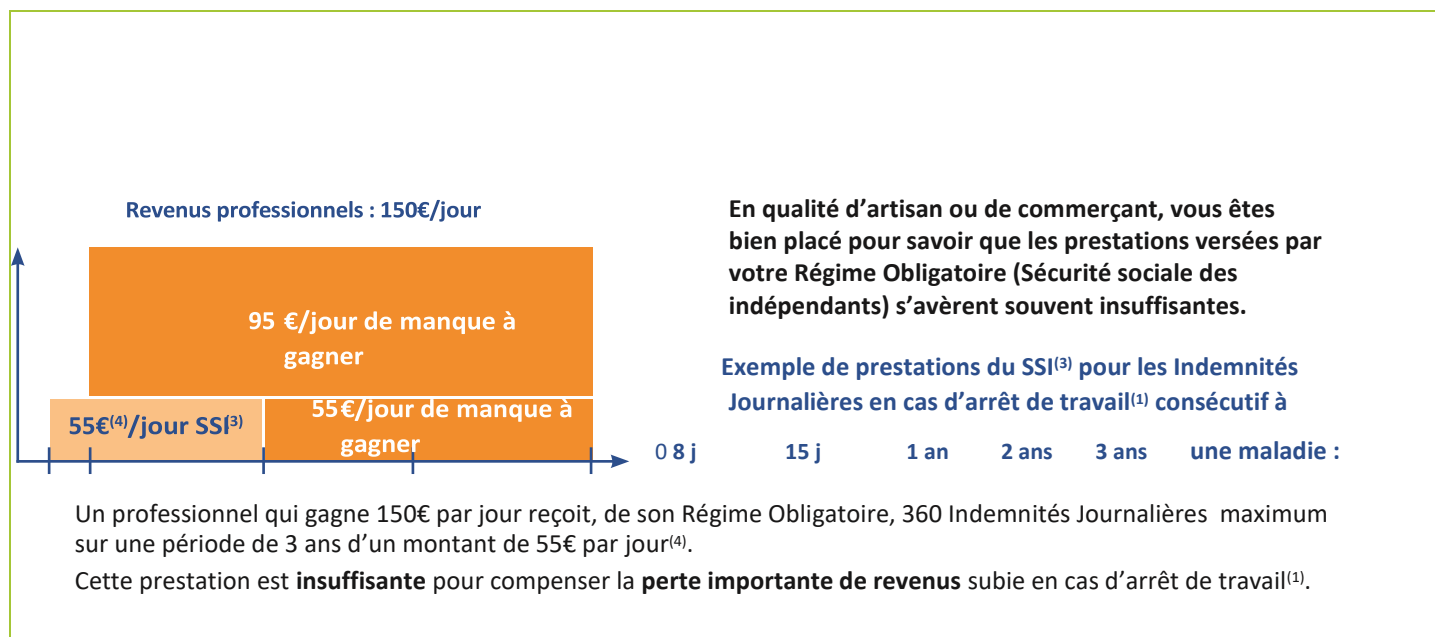 Revenus professionnels : 150€/jour
95 €/jour de manque à
gagner
55€(4)/jour SSI(3)
55€/jour de manque à
gagner
En qualité d’artisan ou de commerçant, vous êtes
bien placé pour savoir que les prestations versées par
votre Régime Obligatoire (Sécurité sociale des
indépendants) s’avèrent souvent insuffisantes.
Exemple de prestations du SSI(3) pour les Indemnités
Journalières en cas d’arrêt de travail(1) consécutif à
0 8 j 15 j 1 an 2 ans 3 ans une maladie :
Un professionnel qui gagne 150€ par jour reçoit, de son Régime Obligatoire, 360 Indemnités Journalières maximum
sur une période de 3 ans d’un montant de 55€ par jour(4).
Cette prestation est insuffisante pour compenser la perte importante de revenus subie en cas d’arrêt de travail(1).